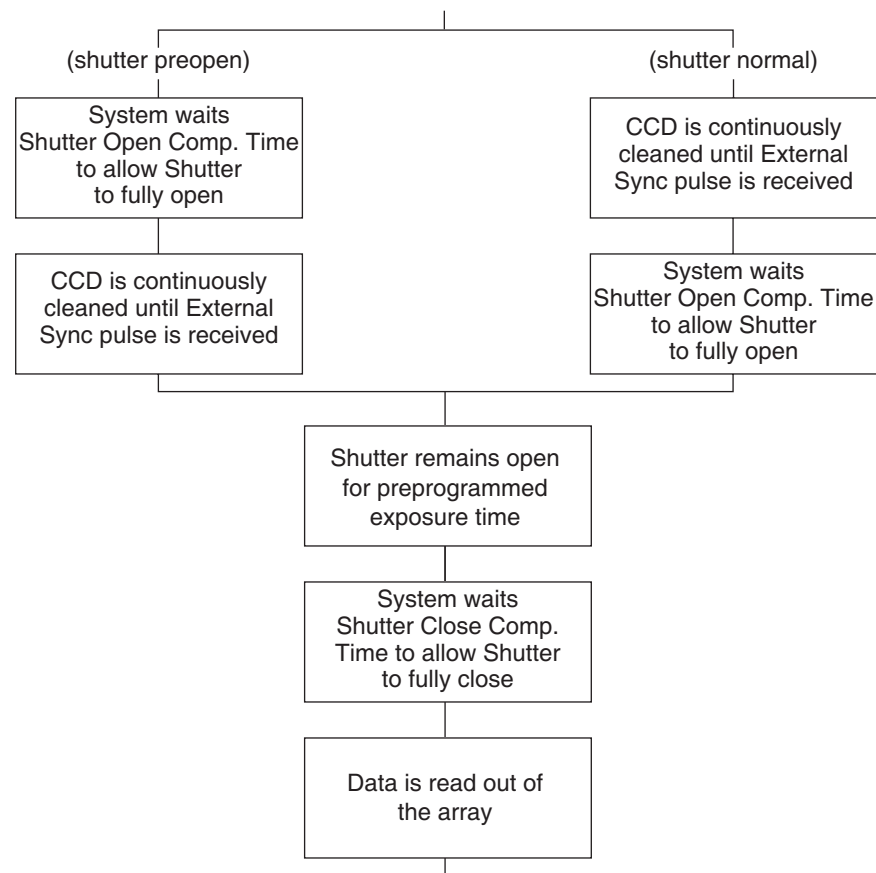 (shutter preopen)
System waits
Shutter Open Comp. Time
to allow Shutter
to fully open
CCD is continuously
cleaned until External
Sync pulse is received
(shutter normal)
CCD is continuously
cleaned until External
Sync pulse is received
System waits
Shutter Open Comp. Time
to allow Shutter
to fully open
Shutter remains open
for preprogrammed
exposure time
System waits
Shutter Close Comp.
Time to allow Shutter
to fully close
Data is read out of
the array